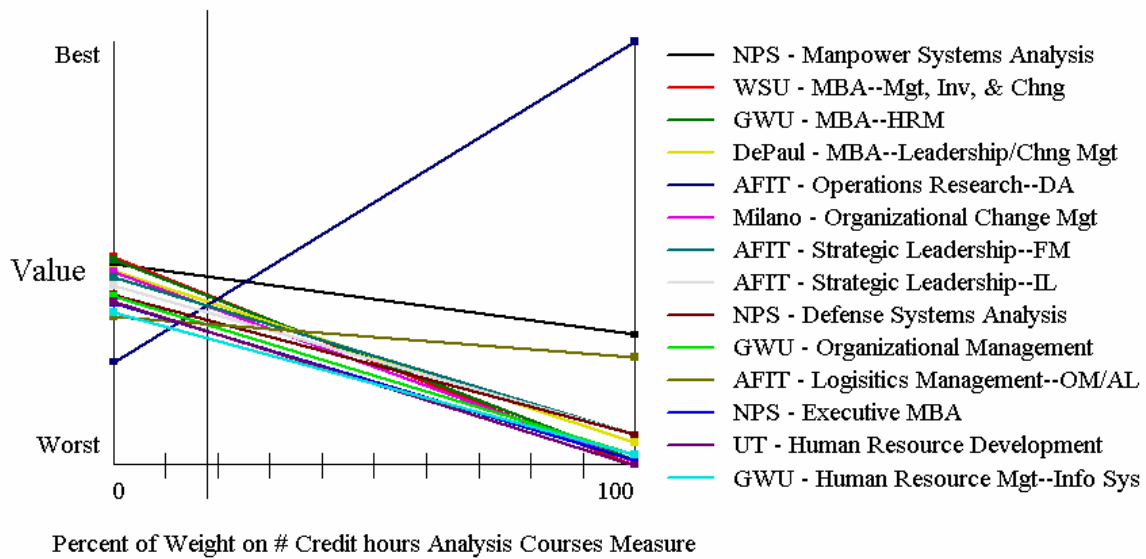 Best
Value
Worst
0
100
Percent of Weight on # Credit hours Analysis Courses Measure
NPS - Manpower Systems Analysis
WSU - MBA--Mgt, Inv, & Chng
GWU - MBA--HRM
DePaul - MBA--Leadership/Chng Mgt
AFIT - Operations Research--DA
Milano - Organizational Change Mgt
AFIT - Strategic Leadership--FM
AFIT - Strategic Leadership--IL
NPS - Defense Systems Analysis
GWU - Organizational Management
AFIT - Logisitics Management--OM/AL
NPS - Executive MBA
UT - Human Resource Development
GWU - Human Resource Mgt--Info Sys